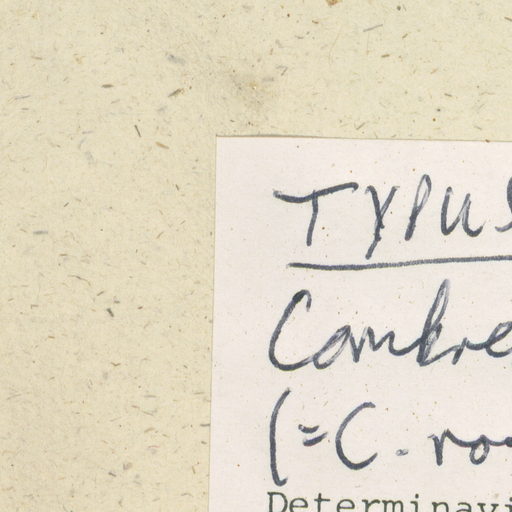 TYPUS
Combre
(= C. ro
Determinavi